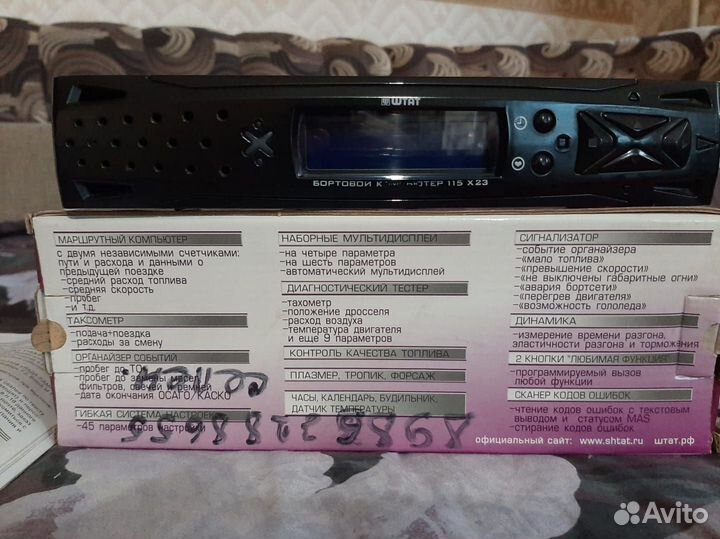 ШТАТ
БОРТОВОЙ К 115 X23
МАРШРУТНЫЙ КОМПЬЮТЕР
с двумя независимыми счетчиками:
пути и расхода и данными о
предыдущей поездке
-средний расход топлива
-средняя скорость
-пробег
-и т.д.
ТАКСОМЕТР
-подача+поездка
-расходы за смену
ОРГАНАЙЗЕР СОБЫТИЙ
-пробег до ТО
-пробег до замены масел,
фильтров, свечей и ремней
-дата окончания ОСАГО/КАСКО
ГИБКАЯ СИСТЕМА НАСТРОЕК
-45 параметров настройки
НАБОРНЫЕ МУЛЬТИДИСПЛЕИ
-на четыре параметра
-на шесть параметров
-автоматический мультидисплей
ДИАГНОСТИЧЕСКИЙ ТЕСТЕР
-тахометр
-положение дросселя
-расход воздуха
-температура двигателя
-и еще 9 параметров
КОНТРОЛЬ КАЧЕСТВА ТОПЛИВА
ПЛАЗМЕР, ТРОПИК, ФОРСАЖ
ЧАСЫ, КАЛЕНДАРЬ, БУДИЛЬНИК,
ДАТЧИК ТЕМПЕРАТУРЫ
СИГНАЛИЗАТОР
-событие органайзера
-«мало топлива»
-«превышение скорости»
-«не выключены габаритные огни»
-«авария бортсети»
-«перегрев двигателя»
-«возможность гололеда»
ДИНАМИКА
-измерение времени разгона,
эластичности разгона и торможения
2 КНОПКИ "ЛЮБИМАЯ ФУНКЦИЯ"
-программируемый вызов
любой функции
СКАНЕР КОДОВ ОШИБОК
-чтение кодов ошибок с текстовым
выводом и статусом MAS
-стирание кодов ошибок
официальный сайт: www.shtat.ru штат.рф
Avito